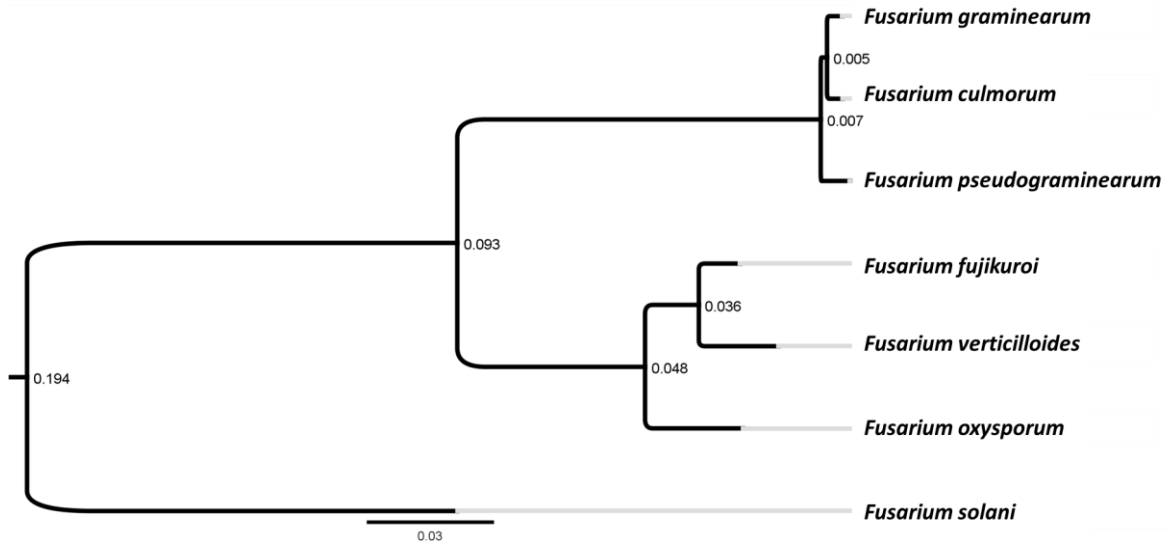 Fusarium graminearum
0.005
Fusarium culmorum
0.007
Fusarium pseudograminearum
0.093
Fusarium fujikuroi
0.036
Fusarium verticilloides
0.048
0.194
Fusarium oxysporum
Fusarium solani
0.03